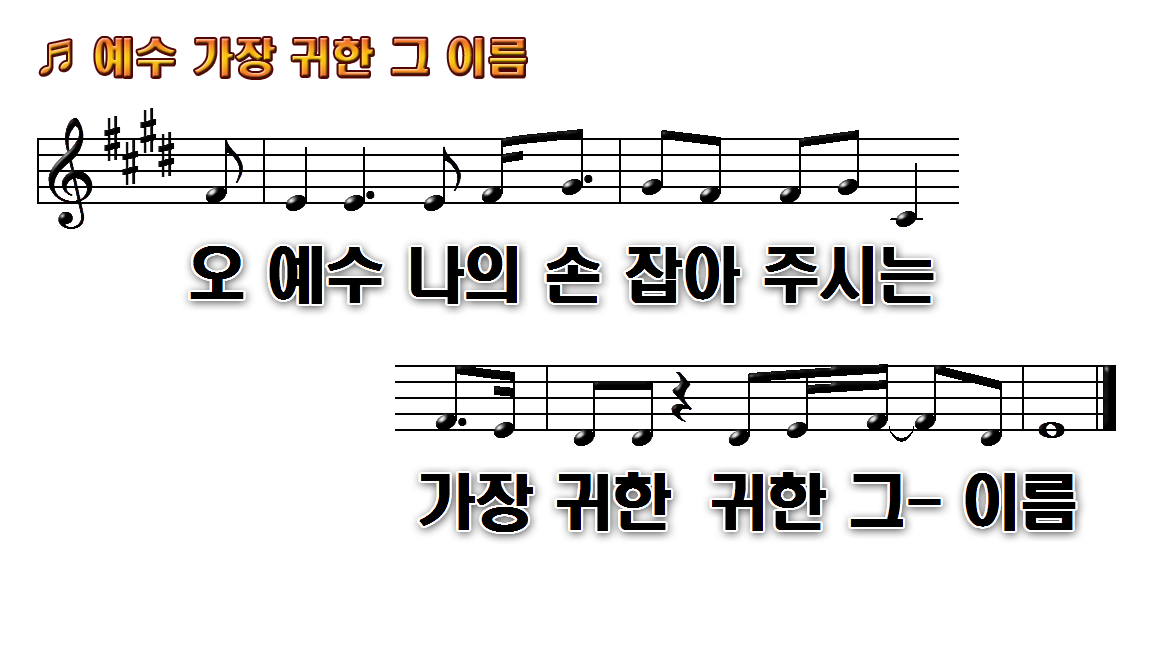 ♬ 예수 가장 귀한 그 이름
오 예수 나의 손 잡아 주시는
가장 귀한 귀한 그- 이름